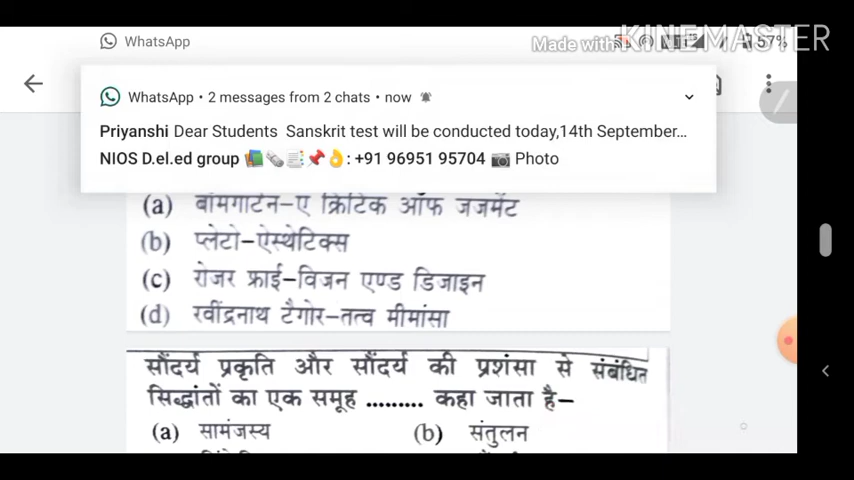 WhatsApp
57%
Made with KINEMASTER
WhatsApp • 2 messages from 2 chats • now
Priyanshi Dear Students Sanskrit test will be conducted today,14th September...
NIOS D.el.ed group 📚🗞️📑📌👌: +91 96951 95704 📷 Photo
(a) बॉमगार्टन-ए क्रिटिक ऑफ जजमेंट
(b) प्लेटो-ऐस्थेटिक्स
(c) रोजर फ्राई-विजन एण्ड डिजाइन
(d) रवींद्रनाथ टैगोर-तत्व मीमांसा
सौंदर्य प्रकृति और सौंदर्य की प्रशंसा से संबंधित
सिद्धांतों का एक समूह ......... कहा जाता है-
(a) सामंजस्य (b) संतुलन